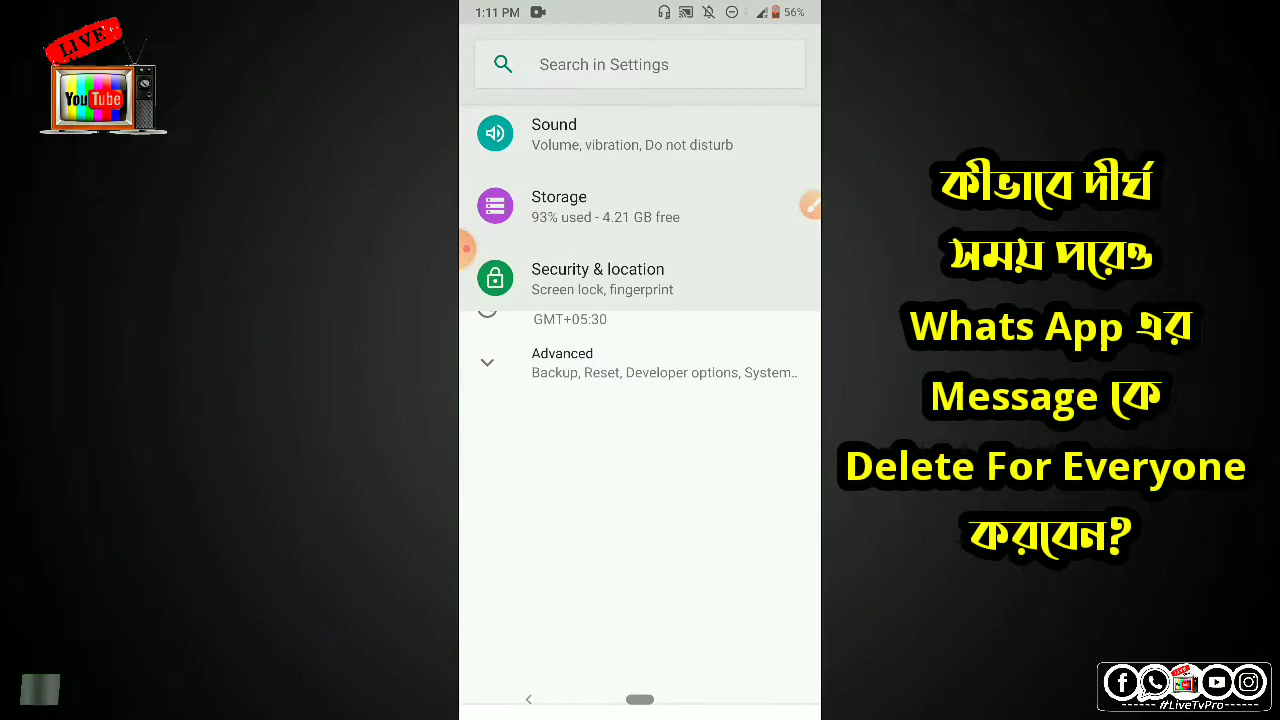 LIVE
YouTube
1:11 PM
56%
Search in Settings
Sound
Volume, vibration, Do not disturb
Storage
93% used - 4.21 GB free
Security & location
Screen lock, fingerprint
GMT+05:30
Advanced
Backup, Reset, Developer options, System..
কীভাবে দীর্ঘ
সময় পরেও
Whats App এর
Message কে
Delete For Everyone
করবেন?
#LiveTvPro